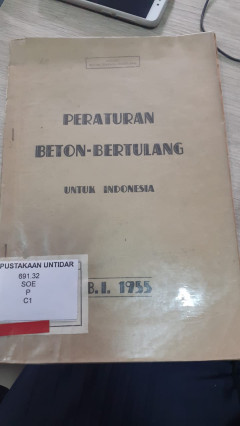 PERATURAN
BETON-BERTULANG
UNTUK INDONESIA
PUSTAKAAN UNTIDAR
691.32
SOE
P
C1
B.I. 1955